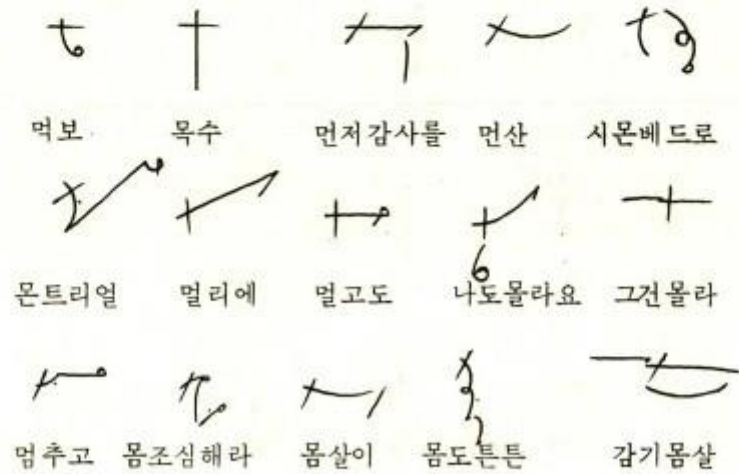 먹보 목수 먼저감사를 먼산 시몬베드로
몬트리얼 멀리에 멀고도 나도몰라요 그건몰라
멈추고 몸조심해라 몸살이 몸도튼튼 감기몸살